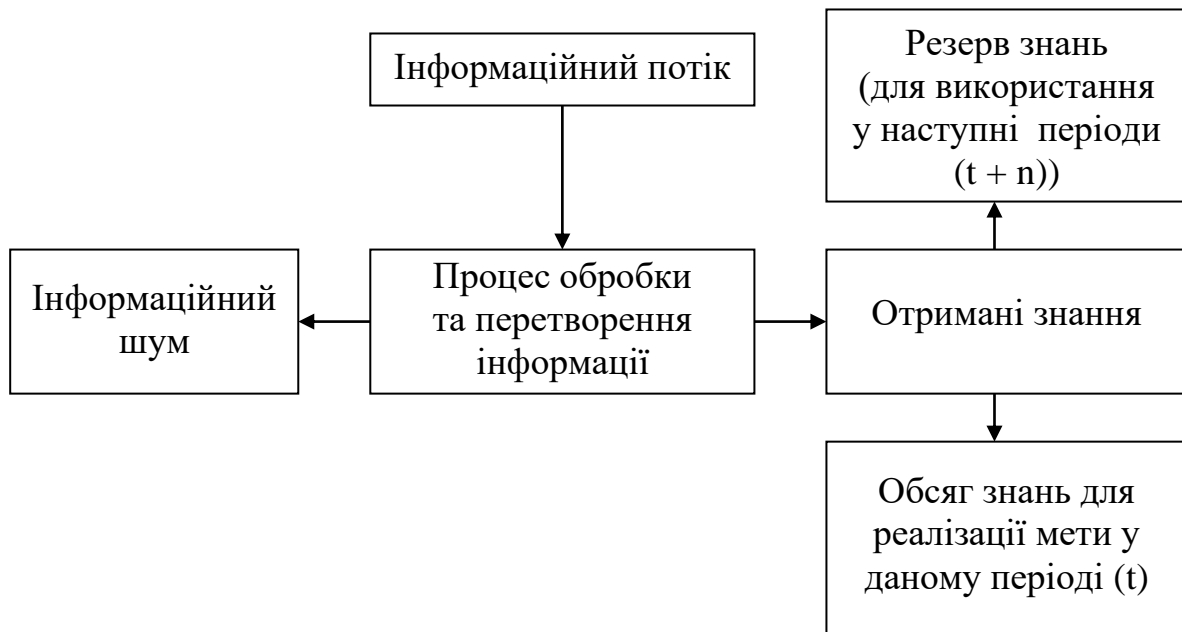 Інформаційний потік
Резерв знань
(для використання
у наступні періоди
(t + n))
Інформаційний
шум
Процес обробки
та перетворення
інформації
Отримані знання
Обсяг знань для
реалізації мети у
даному періоді (t)